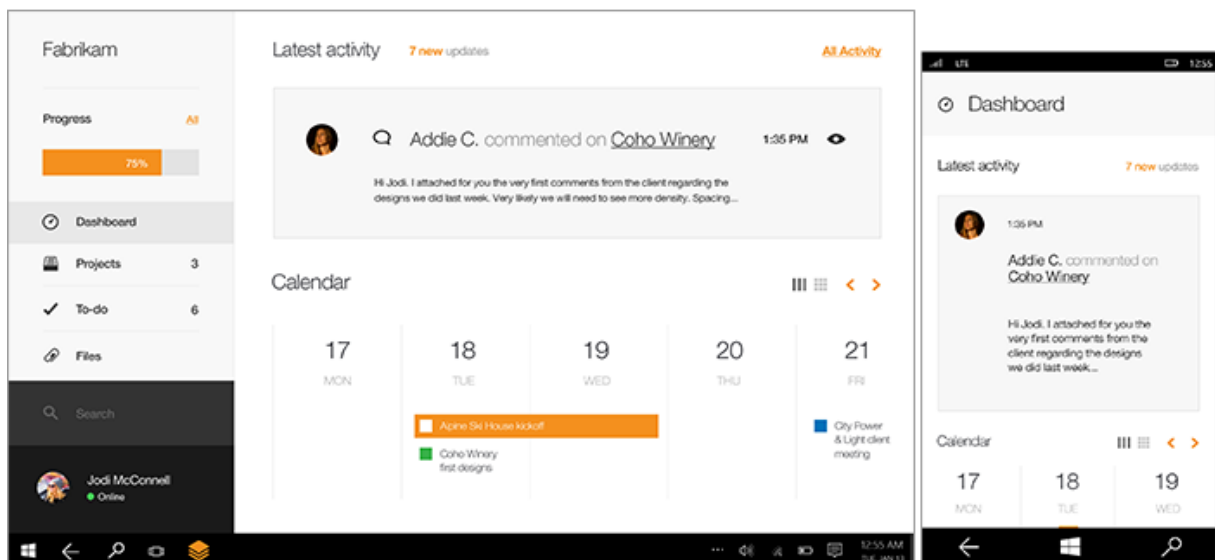 Fabrikam
Progress
All
75%
Dashboard
Projects 3
To-do 6
Files
Search
Jodi McConnell
Online
Latest activity 7 new updates All Activity
Addie C. commented on Coho Winery 1:35 PM
Hi Jodi. I attached for you the very first comments from the client regarding the
designs we did last week. Very likely we will need to see more density. Spacing...
Calendar
17 18 19 20 21
MON TUE WED THU FRI
Alpine Ski House kickoff
Coho Winery
first designs
City Power
& Light client
meeting
12:55 AM
TUE JAN 13
LTE 12:55
Dashboard
Latest activity 7 new updates
1:35 PM
Addie C. commented on
Coho Winery
Hi Jodi. I attached for you the
very first comments from the
client regarding the designs
we did last week...
Calendar
17 18 19
MON TUE WED